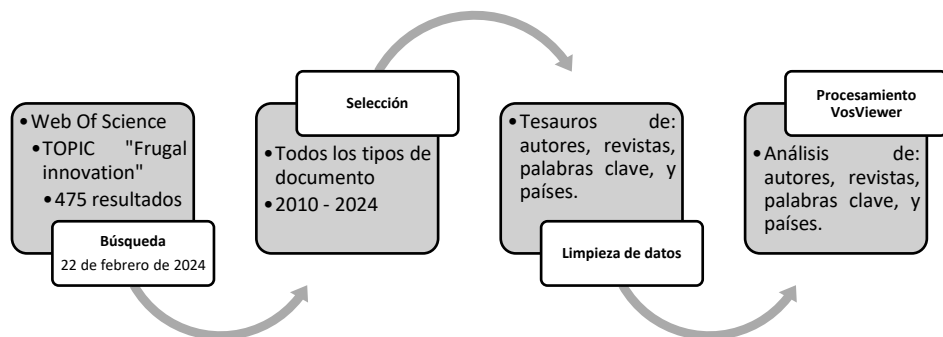 • Web Of Science
• TOPIC "Frugal
innovation"
• 475 resultados
Búsqueda
22 de febrero de 2024
Selección
• Todos los tipos de
documento
• 2010 - 2024
• Tesauros de:
autores, revistas,
palabras clave, y
países.
Limpieza de datos
Procesamiento
VosViewer
• Análisis de:
autores, revistas,
palabras clave, y
países.